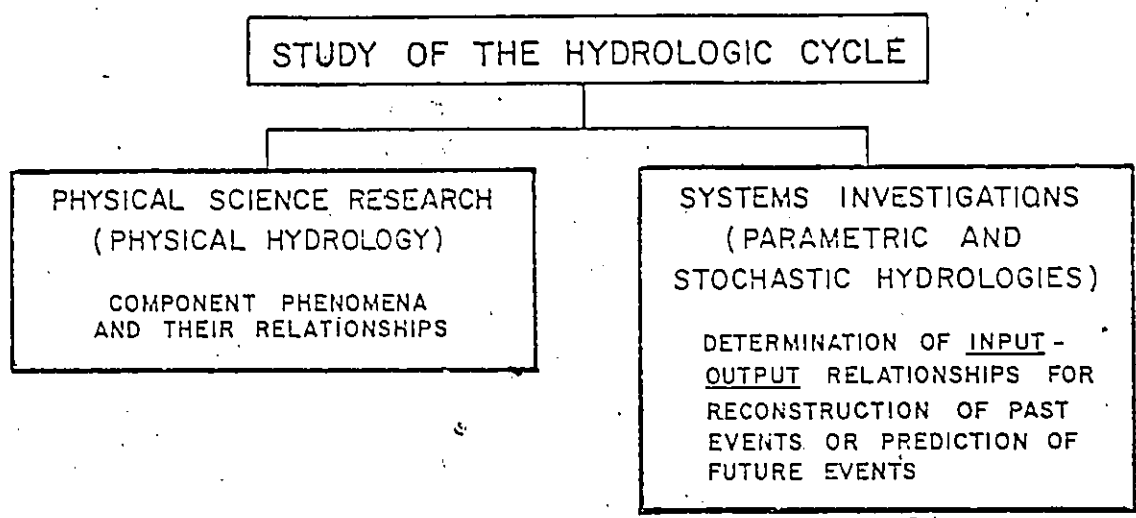 STUDY OF THE HYDROLOGIC CYCLE
PHYSICAL SCIENCE RESEARCH
(PHYSICAL HYDROLOGY)
COMPONENT PHENOMENA
AND THEIR RELATIONSHIPS
SYSTEMS INVESTIGATIONS
(PARAMETRIC AND
STOCHASTIC HYDROLOGIES)
DETERMINATION OF INPUT-
OUTPUT RELATIONSHIPS FOR
RECONSTRUCTION OF PAST
EVENTS OR PREDICTION OF
FUTURE EVENTS